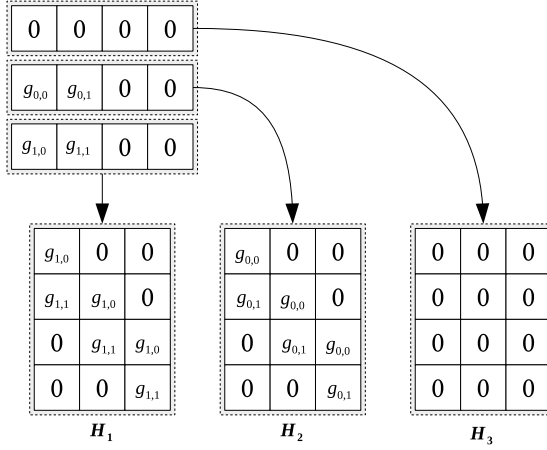 0 0 0 0
g0,0 g0,1 0 0
g1,0 g1,1 0 0
g1,0 0 0 g0,0 0 0 0 0 0
g1,1 g1,0 0 g0,1 g0,0 0 0 0 0
0 g1,1 g1,0 0 g0,1 g0,0 0 0 0
0 0 g1,1 0 0 g0,1 0 0 0
H1 H2 H3